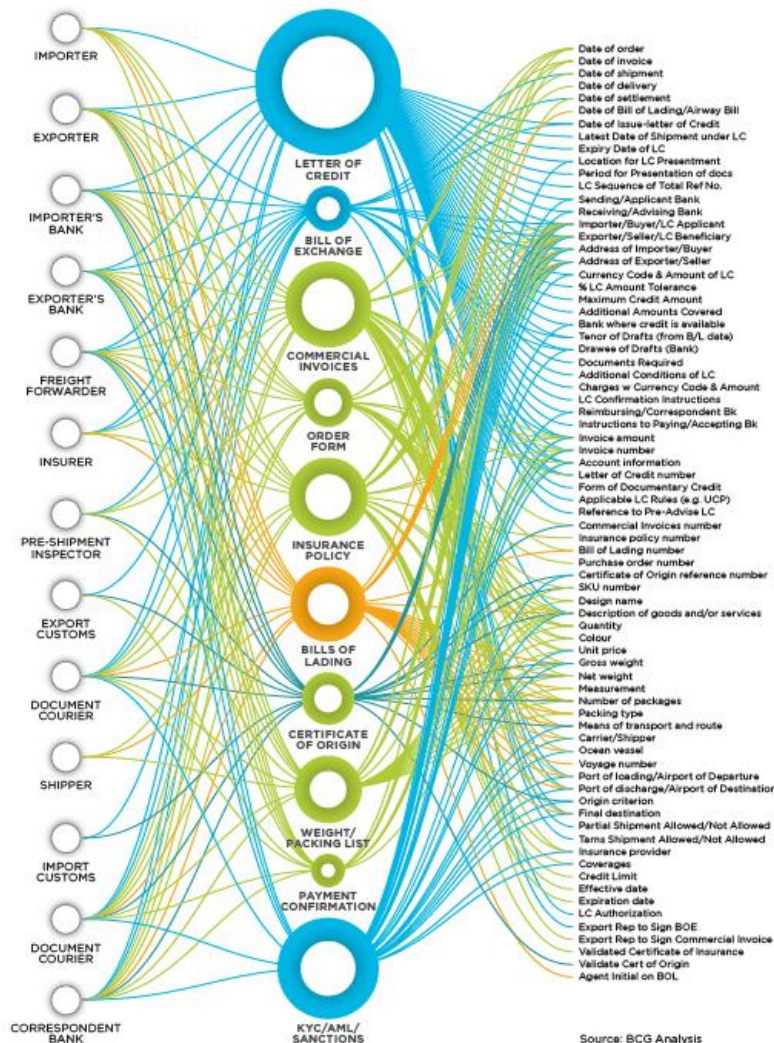 IMPORTER
EXPORTER
IMPORTER'S
BANK
EXPORTER'S
BANK
FREIGHT
FORWARDER
INSURER
PRE-SHIPMENT
INSPECTOR
EXPORT
CUSTOMS
DOCUMENT
COURIER
SHIPPER
IMPORT
CUSTOMS
DOCUMENT
COURIER
CORRESPONDENT
BANK
LETTER OF
CREDIT
BILL OF
EXCHANGE
COMMERCIAL
INVOICES
ORDER
FORM
INSURANCE
POLICY
BILLS OF
LADING
CERTIFICATE
OF ORIGIN
WEIGHT/
PACKING LIST
PAYMENT
CONFIRMATION
KYC/AML/
SANCTIONS
Date of order
Date of invoice
Date of shipment
Date of delivery
Date of settlement
Date of Bill of Lading/Airway Bill
Date of Issue-letter of Credit
Latest Date of Shipment under LC
Expiry Date of LC
Location for LC Presentment
Period for Presentation of docs
LC Sequence of Total Ref No.
Sending/Applicant Bank
Receiving/Advising Bank
Importer/Buyer/LC Applicant
Exporter/Seller/LC Beneficiary
Address of Importer/Buyer
Address of Exporter/Seller
Currency Code & Amount of LC
% LC Amount Tolerance
Maximum Credit Amount
Additional Amounts Covered
Bank where credit is available
Tenor of Drafts (from B/L date)
Drawee of Drafts (Bank)
Documents Required
Additional Conditions of LC
Charges w Currency Code & Amount
LC Confirmation Instructions
Reimbursing/Correspondent Bk
Instructions to Paying/Accepting Bk
Invoice amount
Invoice number
Account information
Letter of Credit number
Form of Documentary Credit
Applicable LC Rules (e.g. UCP)
Reference to Pre-Advise LC
Commercial Invoices number
Insurance policy number
Bill of Lading number
Purchase order number
Certificate of Origin reference number
SKU number
Design name
Description of goods and/or services
Quantity
Colour
Unit price
Gross weight
Net weight
Measurement
Number of packages
Packing type
Means of transport and route
Carrier/Shipper
Ocean vessel
Voyage number
Port of loading/Airport of Departure
Port of discharge/Airport of Destination
Origin criterion
Final destination
Partial Shipment Allowed/Not Allowed
Tarns Shipment Allowed/Not Allowed
Insurance provider
Coverages
Credit Limit
Effective date
Expiration date
LC Authorization
Export Rep to Sign BOE
Export Rep to Sign Commercial Invoice
Validated Certificate of Insurance
Validate Cert of Origin
Agent Initial on BOL
Source: BCG Analysis